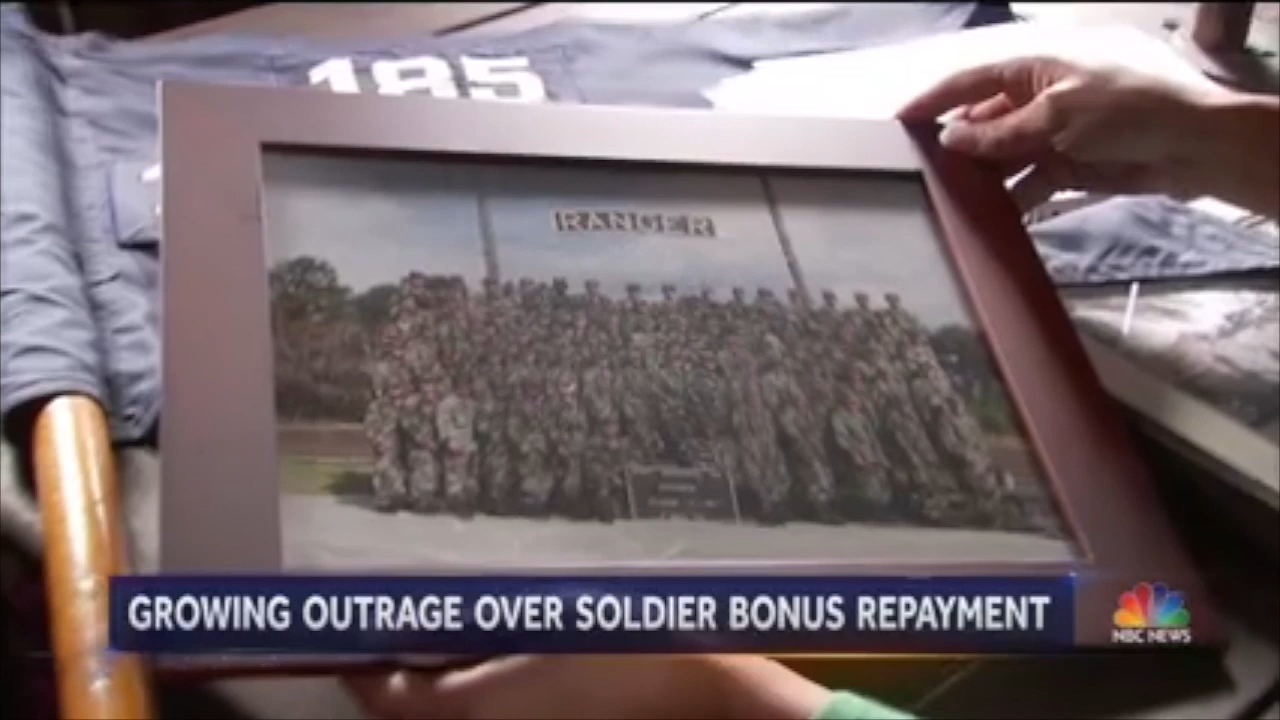 185
RANGER
GROWING OUTRAGE OVER SOLDIER BONUS REPAYMENT
NBC NEWS